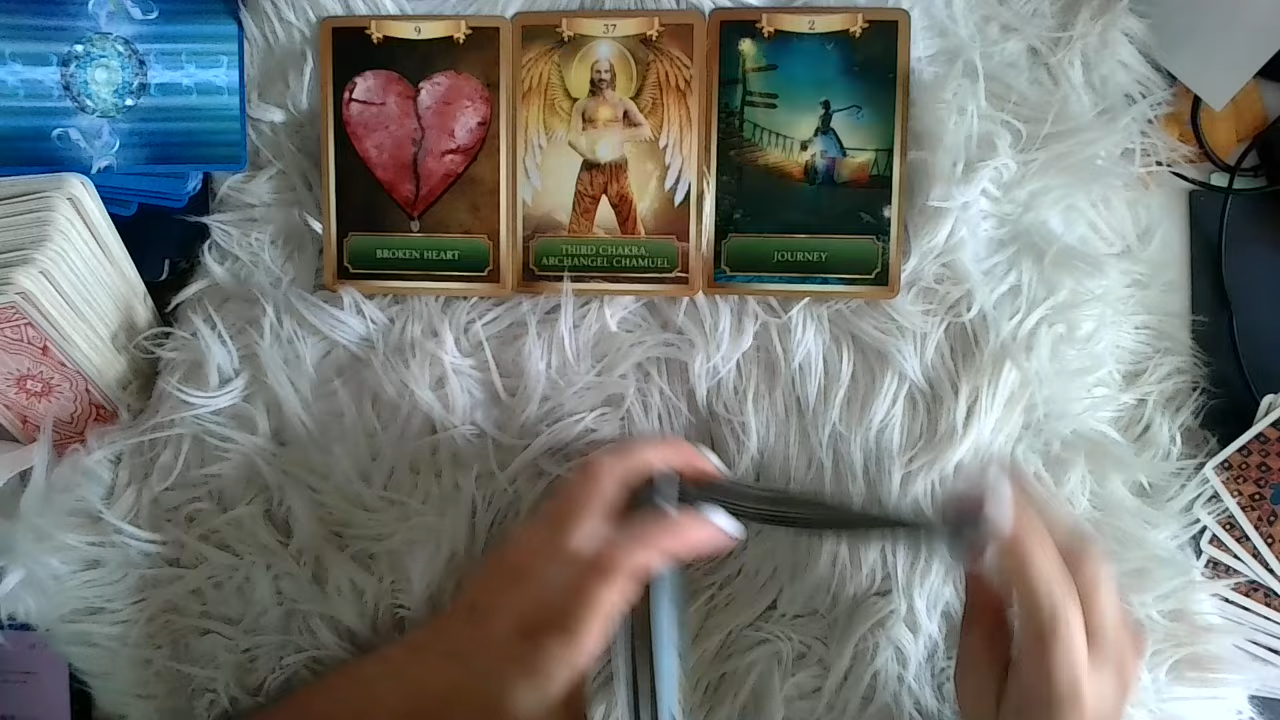 9
BROKEN HEART
37
THIRD CHAKRA,
ARCHANGEL CHAMUEL
2
JOURNEY